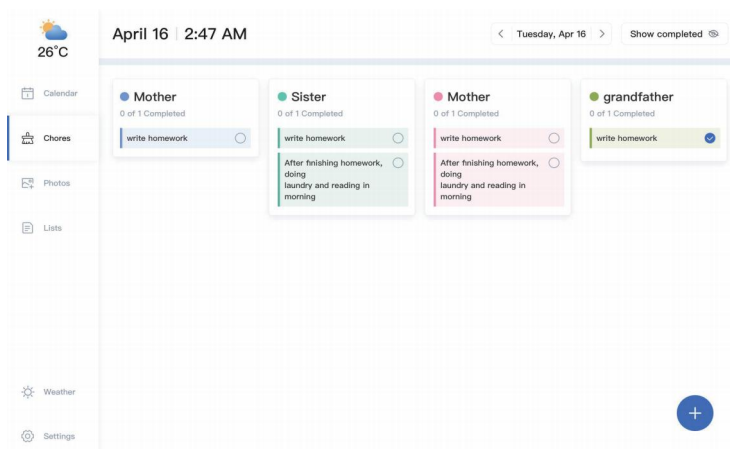 26°C
April 16 | 2:47 AM
Tuesday, Apr 16
Show completed
Calendar
Chores
Photos
Lists
Weather
Settings
Mother
0 of 1 Completed
write homework
Sister
0 of 1 Completed
write homework
After finishing homework,
doing
laundry and reading in
morning
Mother
0 of 1 Completed
write homework
After finishing homework,
doing
laundry and reading in
morning
grandfather
0 of 1 Completed
write homework